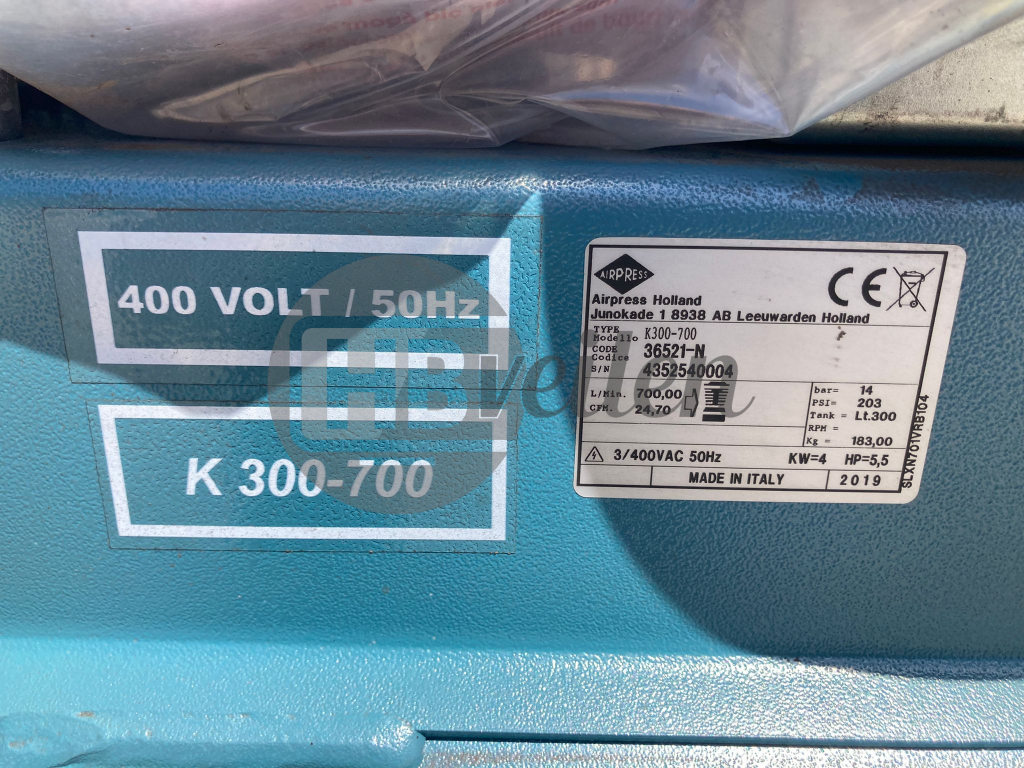 400 VOLT / 50Hz
K 300-700
HB velden
AIRPRESS
CE
Airpress Holland
Junokade 1 8938 AB Leeuwarden Holland
TYPE
Modello K300-700
CODE
Codice 36521-N
S/N 4352540004
L/Min. 700,00
CFM. 24,70
bar= 14
PSI= 203
Tank = Lt.300
RPM =
Kg = 183,00
3/400VAC 50Hz KW=4 HP=5,5
MADE IN ITALY 2019
SLXN701VRB104